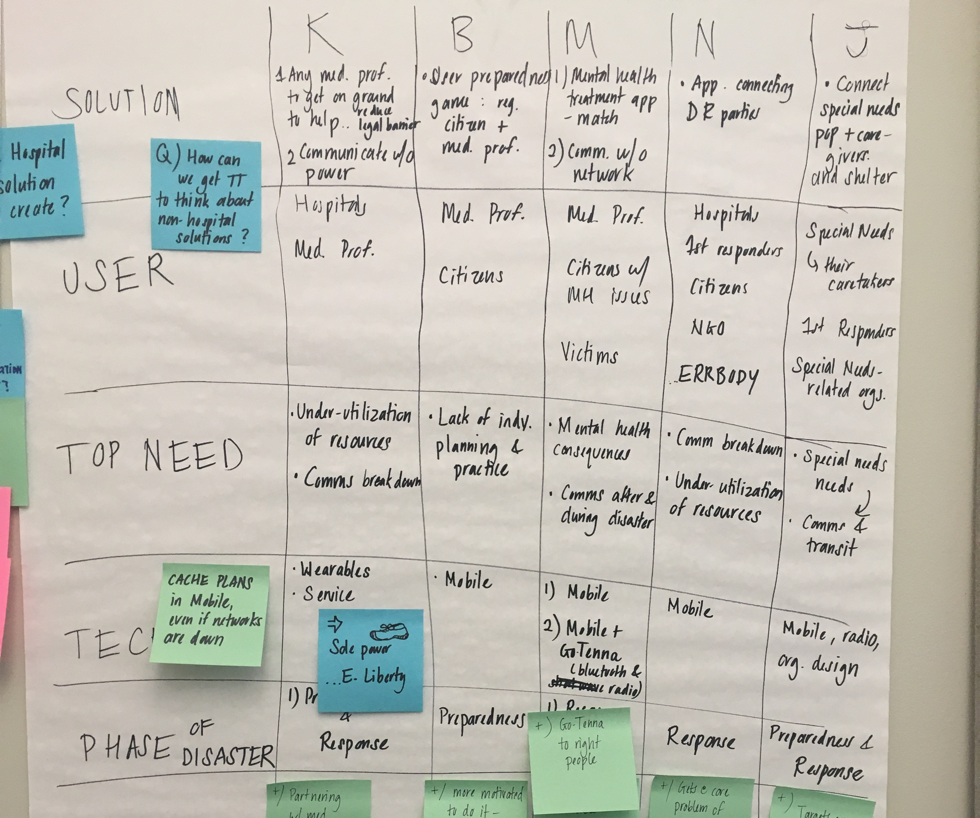 K
B
M
N
J
SOLUTION
1 Any med. prof.
to get on ground
reduce
to help.. legal barrier
2 Communicate w/o
power
• User preparedness
game : reg.
citizen +
med. prof.
1) Mental health
treatment app
- match
2) Comm. w/o
network
• App. connecting
DR parties
• Connect
special needs
pop + care-
givers.
and shelter
Hospital
solution
create?
Q) How can
we get TT
to think about
non-hospital
solutions ?
USER
Hospitals
Med. Prof.
Med. Prof.
Citizens
Med. Prof.
Citizens w/
MH issues
Victims
Hospitals
1st responders
Citizens
NGO
ERRBODY
Special Needs
↳ their
caretakers
1st Responders
Special Needs-
related orgs.
?
TOP NEED
• Under-utilization
of resources
• Comms breakdown
• Lack of indv.
planning &
practice
• Mental health
consequences
• Comms after &
during disaster
• Comm breakdown
• Under utilization
of resources
• Special needs
needs
• Comms &
transit
TEC
CACHE PLANS
in Mobile,
even if networks
are down
• Wearables
• Service
⇒
Sole power
...E. Liberty
• Mobile
1) Mobile
2) Mobile +
GoTenna
(bluetooth &
radio)
Mobile
Mobile, radio,
org. design
PHASE OF
DISASTER
1) Pr
&
Response
Preparedness
1)
+) Go-Tenna
to right
people
Response
Preparedness &
Response
+/ Partnering
w/ med
+/ more motivated
to do it –
+/ Gets @ core
problem of
+) Targets